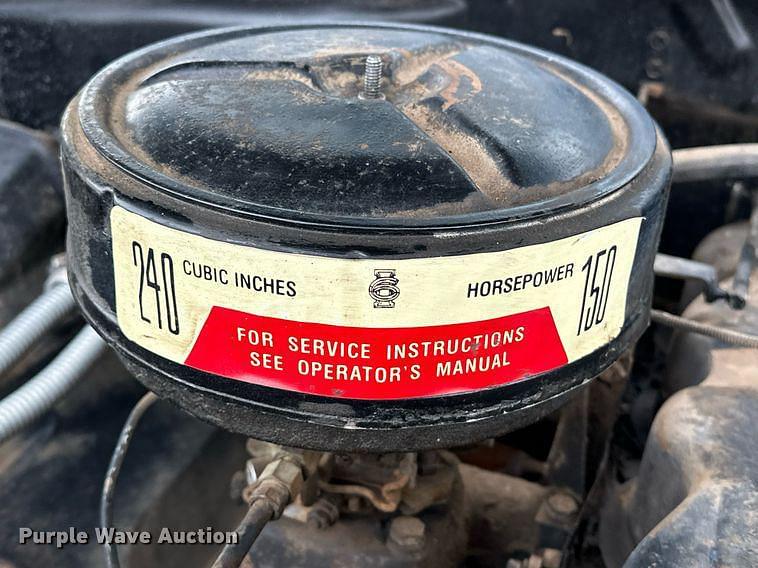 240 CUBIC INCHES
HORSEPOWER 150
FOR SERVICE INSTRUCTIONS
SEE OPERATOR'S MANUAL
Purple Wave Auction